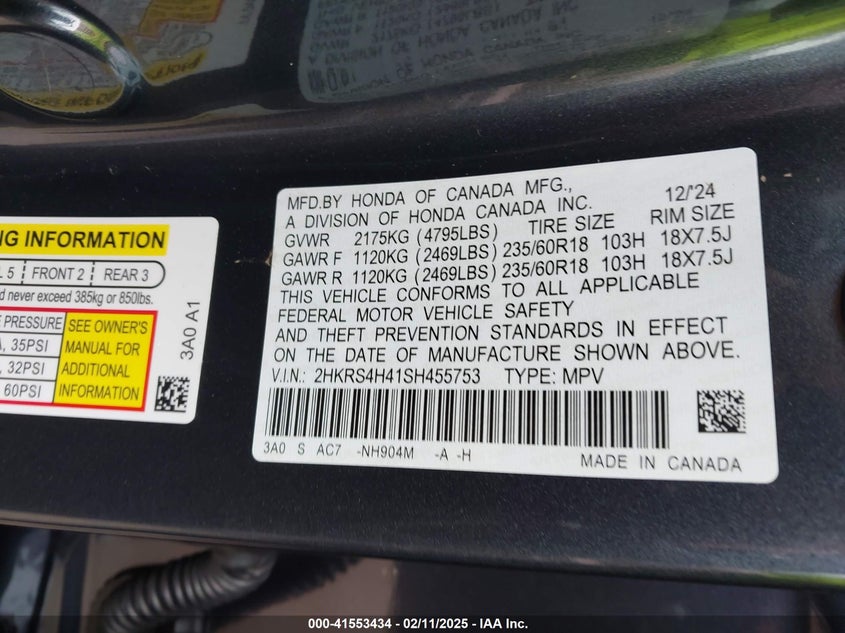 NG INFORMATION
L 5 FRONT 2 REAR 3
d never exceed 385kg or 850lbs.
E PRESSURE
, 35PSI
, 32PSI
60PSI
SEE OWNER'S
MANUAL FOR
ADDITIONAL
INFORMATION
3A0 A1
MFD.BY HONDA OF CANADA MFG., 12/'24
A DIVISION OF HONDA CANADA INC. TIRE SIZE RIM SIZE
GVWR 2175KG (4795LBS)
GAWR F 1120KG (2469LBS) 235/60R18 103H 18X7.5J
GAWR R 1120KG (2469LBS) 235/60R18 103H 18X7.5J
THIS VEHICLE CONFORMS TO ALL APPLICABLE
FEDERAL MOTOR VEHICLE SAFETY
AND THEFT PREVENTION STANDARDS IN EFFECT
ON THE DATE OF MANUFACTURE SHOWN ABOVE.
V.I.N.: 2HKRS4H41SH455753 TYPE: MPV
3A0 S AC7 -NH904M -A -H
MADE IN CANADA
000-41553434 / 02/11/2025 - IAA Inc.